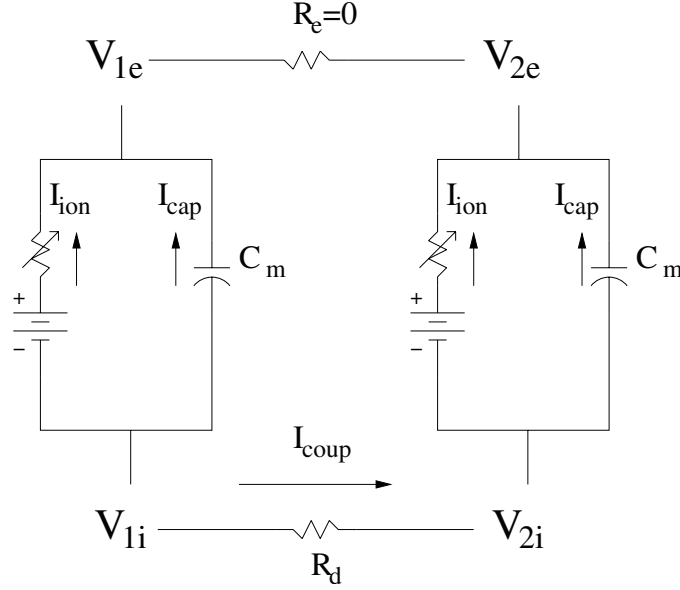 R_e=0
V_1e V_2e
I_ion I_cap I_ion I_cap
C_m C_m
+ +
− −
I_coup
V_1i V_2i
R_d